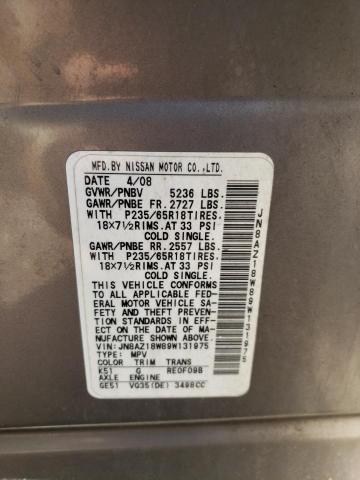 MFD.BY NISSAN MOTOR CO.,LTD.
DATE 4/08
GVWR/PNBV 5236 LBS.
GAWR/PNBE FR.2727 LBS.
WITH P235/65R18TIRES.
18X7½RIMS.AT 33 PSI
COLD SINGLE.
GAWR/PNBE RR.2557 LBS.
WITH P235/65R18TIRES.
18X7½RIMS.AT 33 PSI
COLD SINGLE.
THIS VEHICLE CONFORMS
TO ALL APPLICABLE FED-
ERAL MOTOR VEHICLE SA-
FETY AND THEFT PREVEN-
TION STANDARDS IN EFFECT
ON THE DATE OF MA-
NUFACTURE SHOWN ABOVE.
VIN:JN8AZ18W89W131975
TYPE: MPV
COLOR TRIM TRANS
K51 G RE0F09B
AXLE ENGINE
GE51 VQ35(DE) 3498CC
JN8AZ18W89W131975